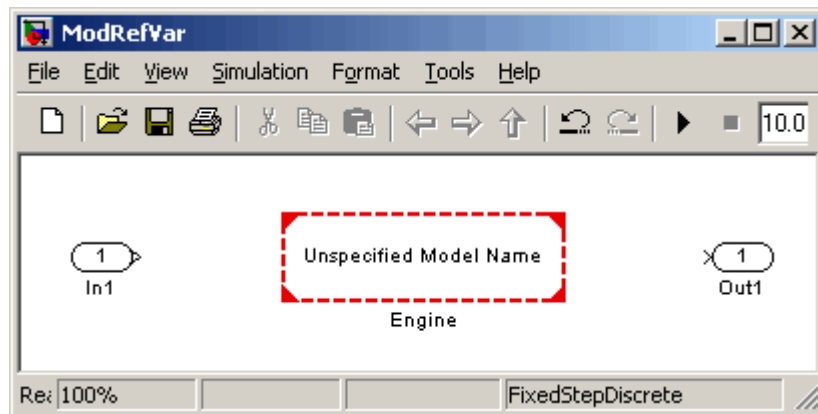 ModRefVar
File Edit View Simulation Format Tools Help
10.0
1 Unspecified Model Name 1
In1 Engine Out1
100% FixedStepDiscrete